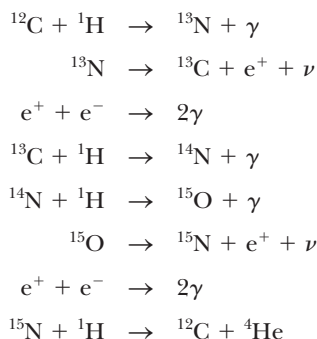 ¹²C + ¹H → ¹³N + γ
¹³N → ¹³C + e⁺ + ν
e⁺ + e⁻ → 2γ
¹³C + ¹H → ¹⁴N + γ
¹⁴N + ¹H → ¹⁵O + γ
¹⁵O → ¹⁵N + e⁺ + ν
e⁺ + e⁻ → 2γ
¹⁵N + ¹H → ¹²C + ⁴He